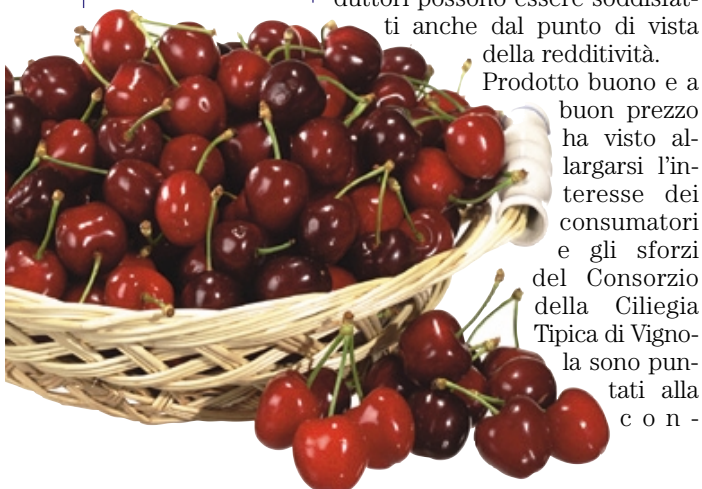 duttori possono essere soddisfat-
ti anche dal punto di vista
della redditività.
Prodotto buono e a
buon prezzo
ha visto al-
largarsi l'in-
teresse dei
consumatori
e gli sforzi
del Consorzio
della Ciliegia
Tipica di Vigno-
la sono pun-
tati alla
con-